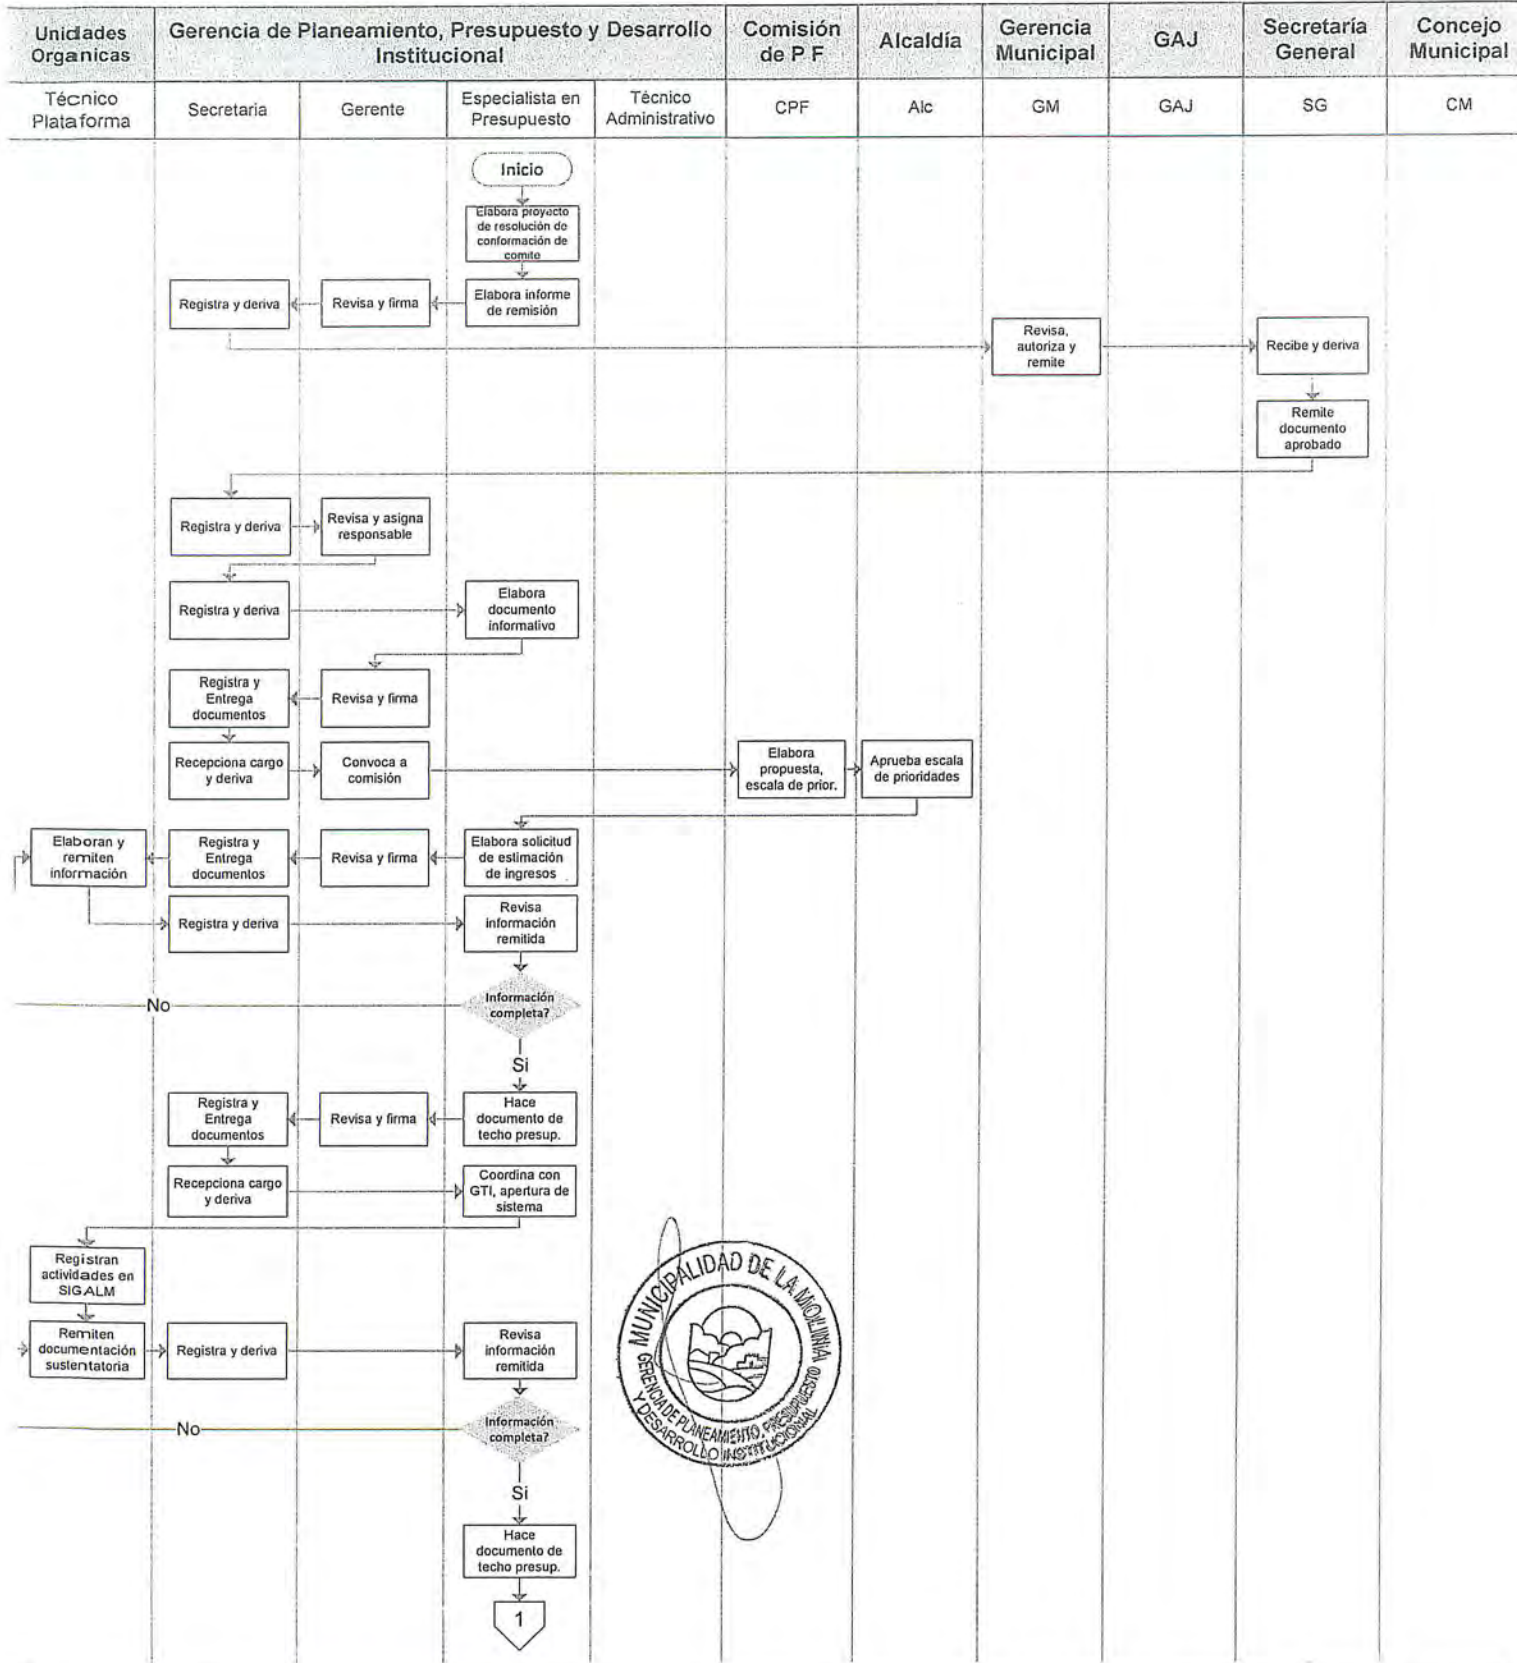 Unidades
Organicas
Gerencia de Planeamiento, Presupuesto y Desarrollo
Institucional
Comisión
de P F
Alcaldía
Gerencia
Municipal
GAJ
Secretaría
General
Concejo
Municipal
Técnico
Plataforma
Secretaria
Gerente
Especialista en
Presupuesto
Técnico
Administrativo
CPF
Alc
GM
GAJ
SG
CM
Inicio
Elabora proyecto
de resolución de
conformación de
comite
Registra y deriva
Revisa y firma
Elabora informe
de remisión
Revisa,
autoriza y
remite
Recibe y deriva
Remite
documento
aprobado
Registra y deriva
Revisa y asigna
responsable
Registra y deriva
Elabora
documento
informativo
Registra y
Entrega
documentos
Revisa y firma
Recepciona cargo
y deriva
Convoca a
comisión
Elabora
propuesta,
escala de prior.
Aprueba escala
de prioridades
Elaboran y
remiten
información
Registra y
Entrega
documentos
Revisa y firma
Elabora solicitud
de estimación
de ingresos
Registra y deriva
Revisa
información
remitida
No
Información
completa?
Si
Registra y
Entrega
documentos
Revisa y firma
Hace
documento de
techo presup.
Recepciona cargo
y deriva
Coordina con
GTI, apertura de
sistema
Registran
actividades en
SIGALM
Remiten
documentación
sustentatoria
Registra y deriva
Revisa
información
remitida
No
Información
completa?
Si
Hace
documento de
techo presup.
1
MUNICIPALIDAD DE LA MOLINA
GERENCIA DE PLANEAMIENTO, PRESUPUESTO
Y DESARROLLO INSTITUCIONAL